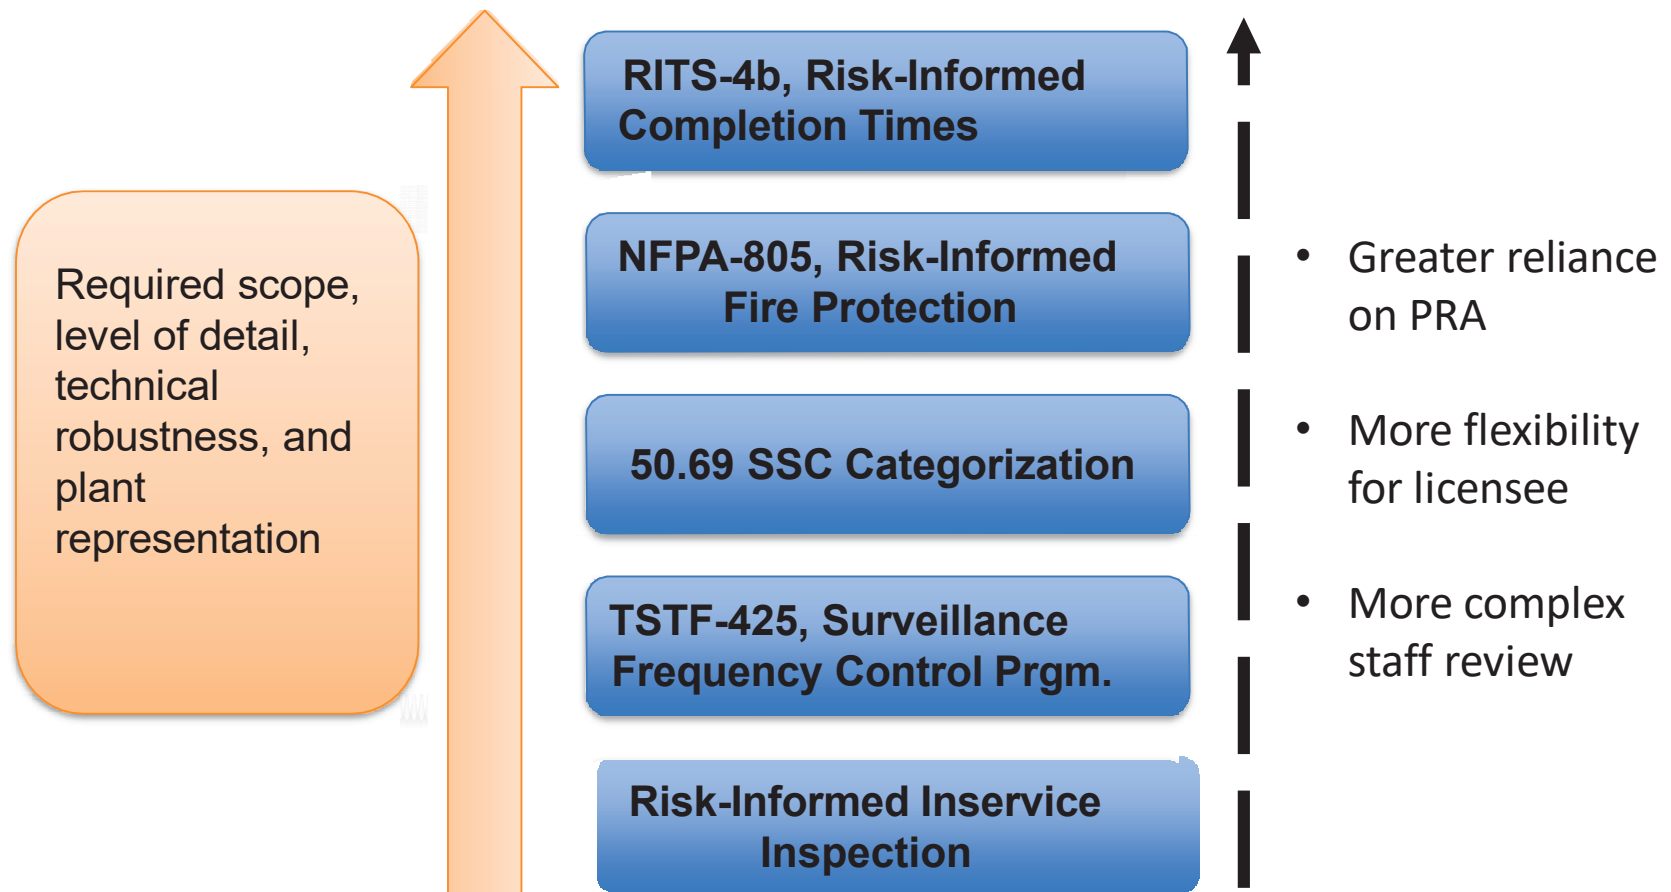 Required scope,
level of detail,
technical
robustness, and
plant
representation
RITS-4b, Risk-Informed
Completion Times
NFPA-805, Risk-Informed
Fire Protection
50.69 SSC Categorization
TSTF-425, Surveillance
Frequency Control Prgm.
Risk-Informed Inservice
Inspection
• Greater reliance
on PRA
• More flexibility
for licensee
• More complex
staff review